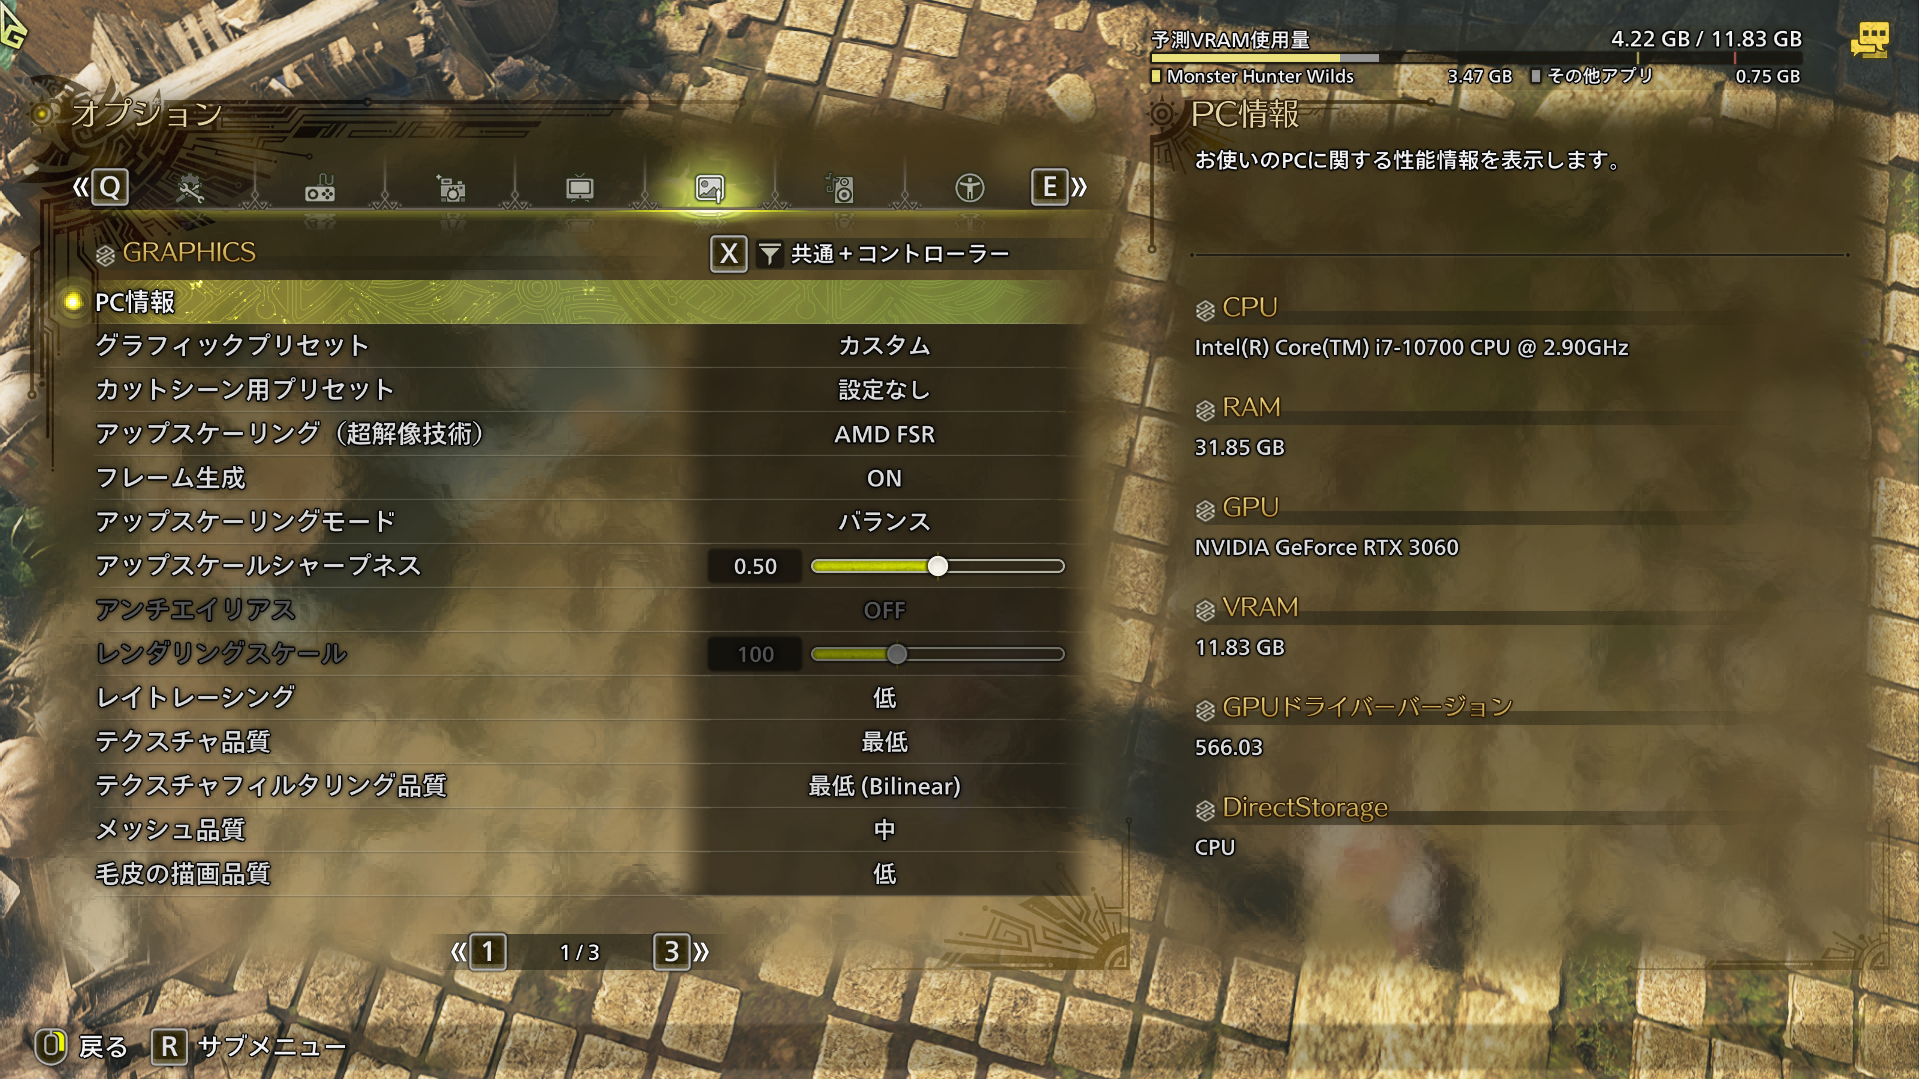 予測VRAM使用量 4.22 GB / 11.83 GB
Monster Hunter Wilds 3.47 GB その他アプリ 0.75 GB
オプション
Q E
GRAPHICS X 共通+コントローラー
PC情報
グラフィックプリセット カスタム
カットシーン用プリセット 設定なし
アップスケーリング（超解像技術） AMD FSR
フレーム生成 ON
アップスケーリングモード バランス
アップスケールシャープネス 0.50
アンチエイリアス OFF
レンダリングスケール 100
レイトレーシング 低
テクスチャ品質 最低
テクスチャフィルタリング品質 最低 (Bilinear)
メッシュ品質 中
毛皮の描画品質 低
1 1 / 3 3
戻る R サブメニュー
PC情報
お使いのPCに関する性能情報を表示します。
CPU
Intel(R) Core(TM) i7-10700 CPU @ 2.90GHz
RAM
31.85 GB
GPU
NVIDIA GeForce RTX 3060
VRAM
11.83 GB
GPUドライバーバージョン
566.03
DirectStorage
CPU